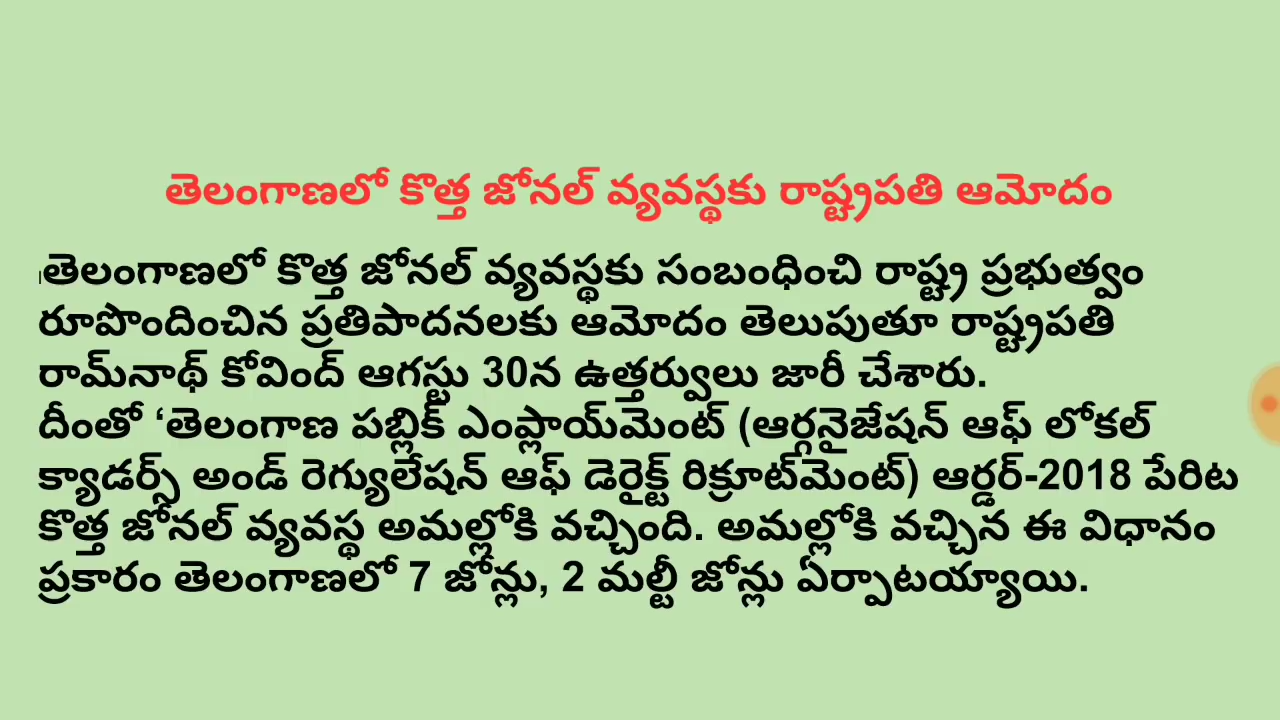 తెలంగాణలో కొత్త జోనల్ వ్యవస్థకు రాష్ట్రపతి ఆమోదం
తెలంగాణలో కొత్త జోనల్ వ్యవస్థకు సంబంధించి రాష్ట్ర ప్రభుత్వం
రూపొందించిన ప్రతిపాదనలకు ఆమోదం తెలుపుతూ రాష్ట్రపతి
రామ్‌నాథ్ కోవింద్ ఆగస్టు 30న ఉత్తర్వులు జారీ చేశారు.
దీంతో ‘తెలంగాణ పబ్లిక్ ఎంప్లాయ్‌మెంట్ (ఆర్గనైజేషన్ ఆఫ్ లోకల్
క్యాడర్స్ అండ్ రెగ్యులేషన్ ఆఫ్ డెరైక్ట్ రిక్రూట్‌మెంట్) ఆర్డర్-2018 పేరిట
కొత్త జోనల్ వ్యవస్థ అమల్లోకి వచ్చింది. అమల్లోకి వచ్చిన ఈ విధానం
ప్రకారం తెలంగాణలో 7 జోన్లు, 2 మల్టీ జోన్లు ఏర్పాటయ్యాయి.